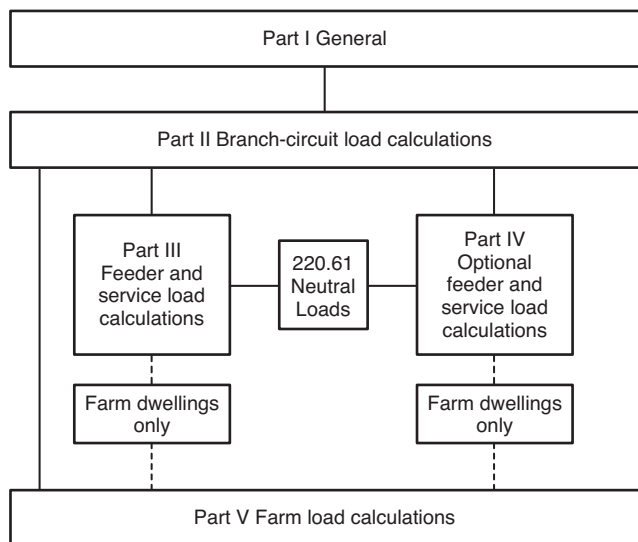 Part I General
Part II Branch-circuit load calculations
Part III
Feeder and
service load
calculations
220.61
Neutral
Loads
Part IV
Optional
feeder and
service load
calculations
Farm dwellings
only
Farm dwellings
only
Part V Farm load calculations